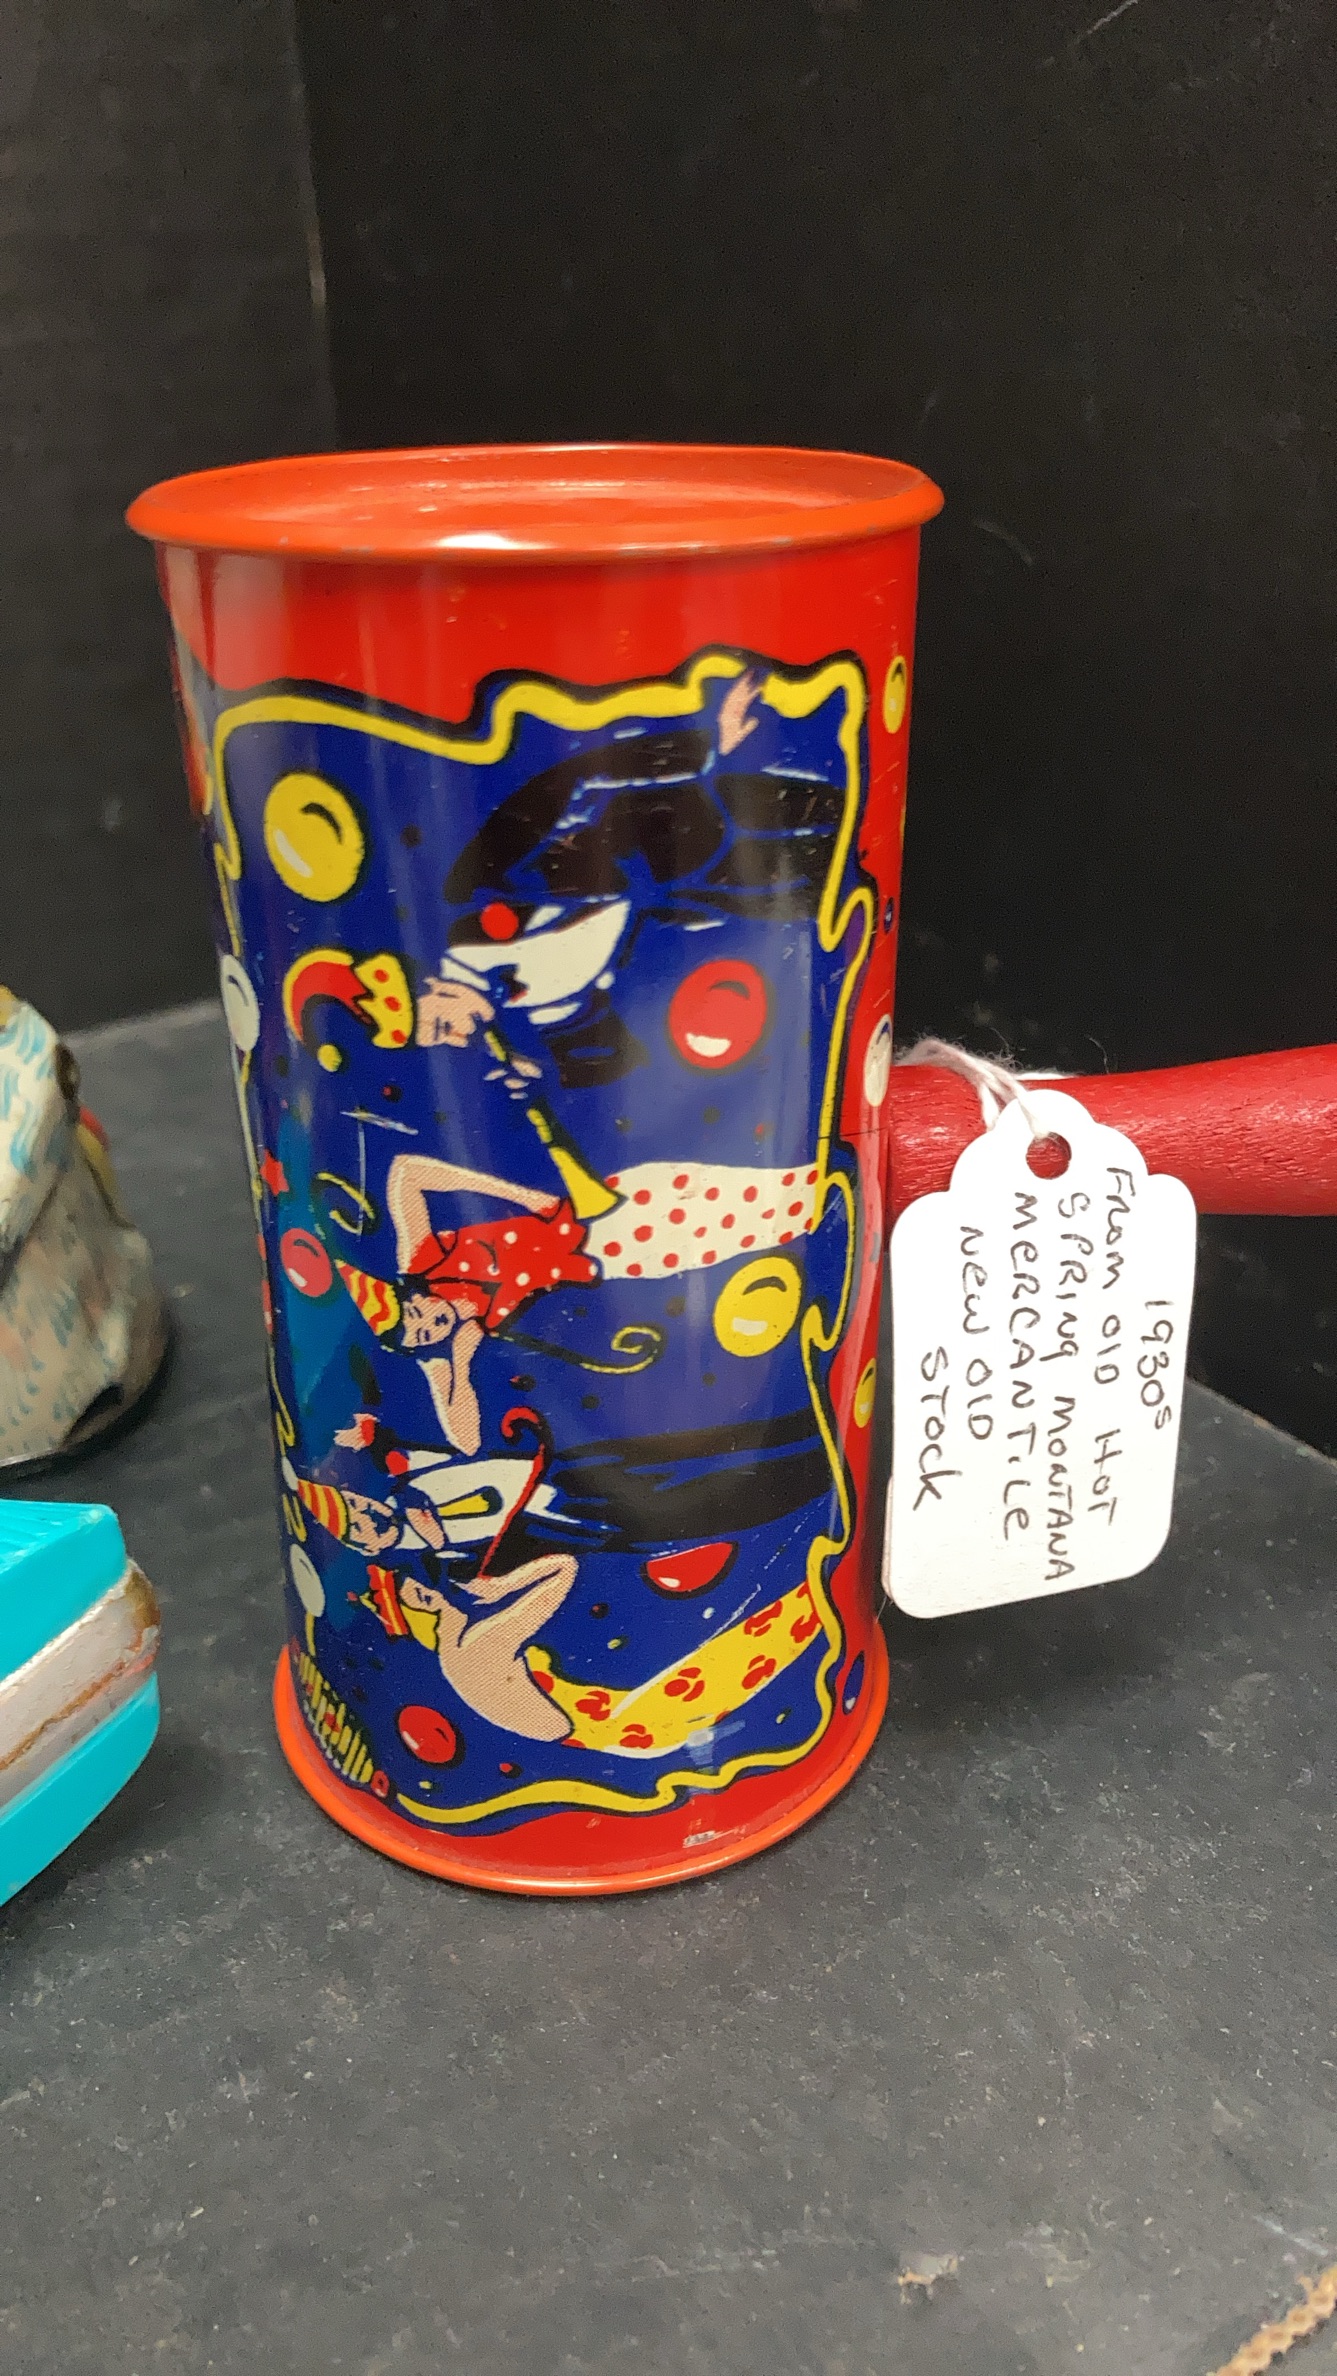 1930s
From old Hot
SPRing MONTANA
MERCANTiLe
New OlD
STock